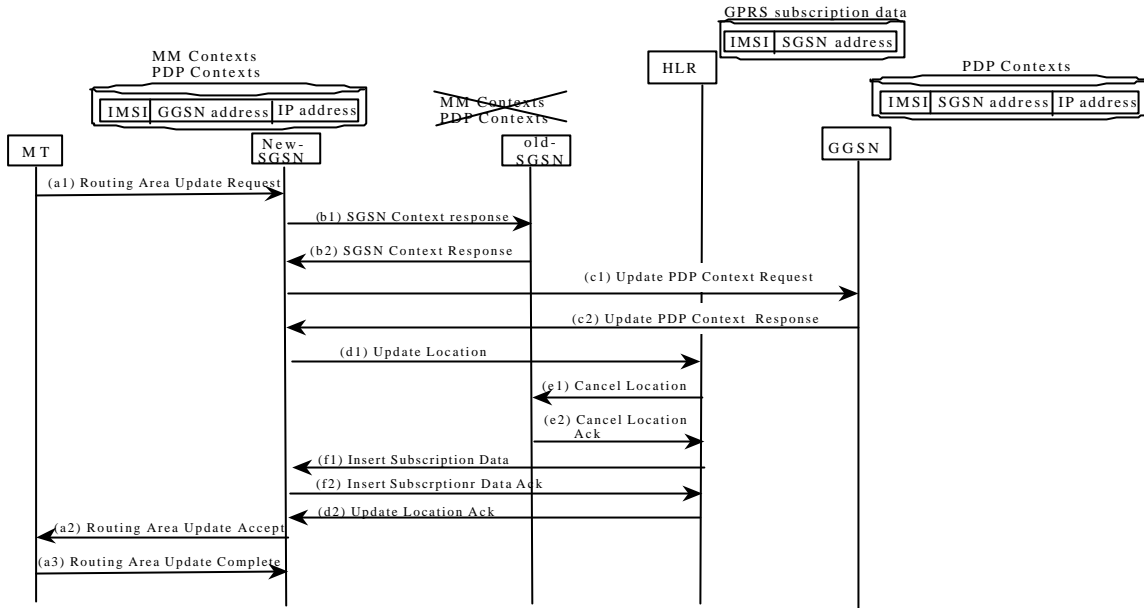 GPRS subscription data
IMSI SGSN address
MM Contexts
PDP Contexts
HLR
PDP Contexts
IMSI GGSN address IP address
MM Contexts
PDP Contexts
IMSI SGSN address IP address
MT
New-
SGSN
old-
SGSN
GGSN
(a1) Routing Area Update Request
(b1) SGSN Context response
(b2) SGSN Context Response
(c1) Update PDP Context Request
(c2) Update PDP Context Response
(d1) Update Location
(e1) Cancel Location
(e2) Cancel Location
Ack
(f1) Insert Subscription Data
(f2) Insert Subscrptionr Data Ack
(d2) Update Location Ack
(a2) Routing Area Update Accept
(a3) Routing Area Update Complete